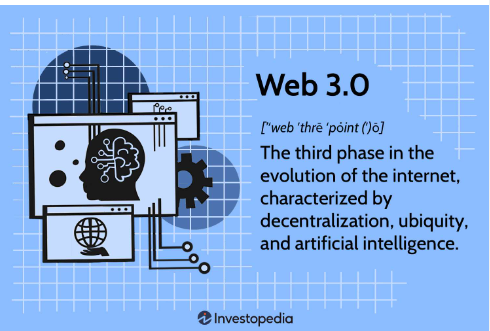 Web 3.0
["web ˈthrē ˈpȯint (ˈ)ō]
The third phase in the
evolution of the internet,
characterized by
decentralization, ubiquity,
and artificial intelligence.
Investopedia